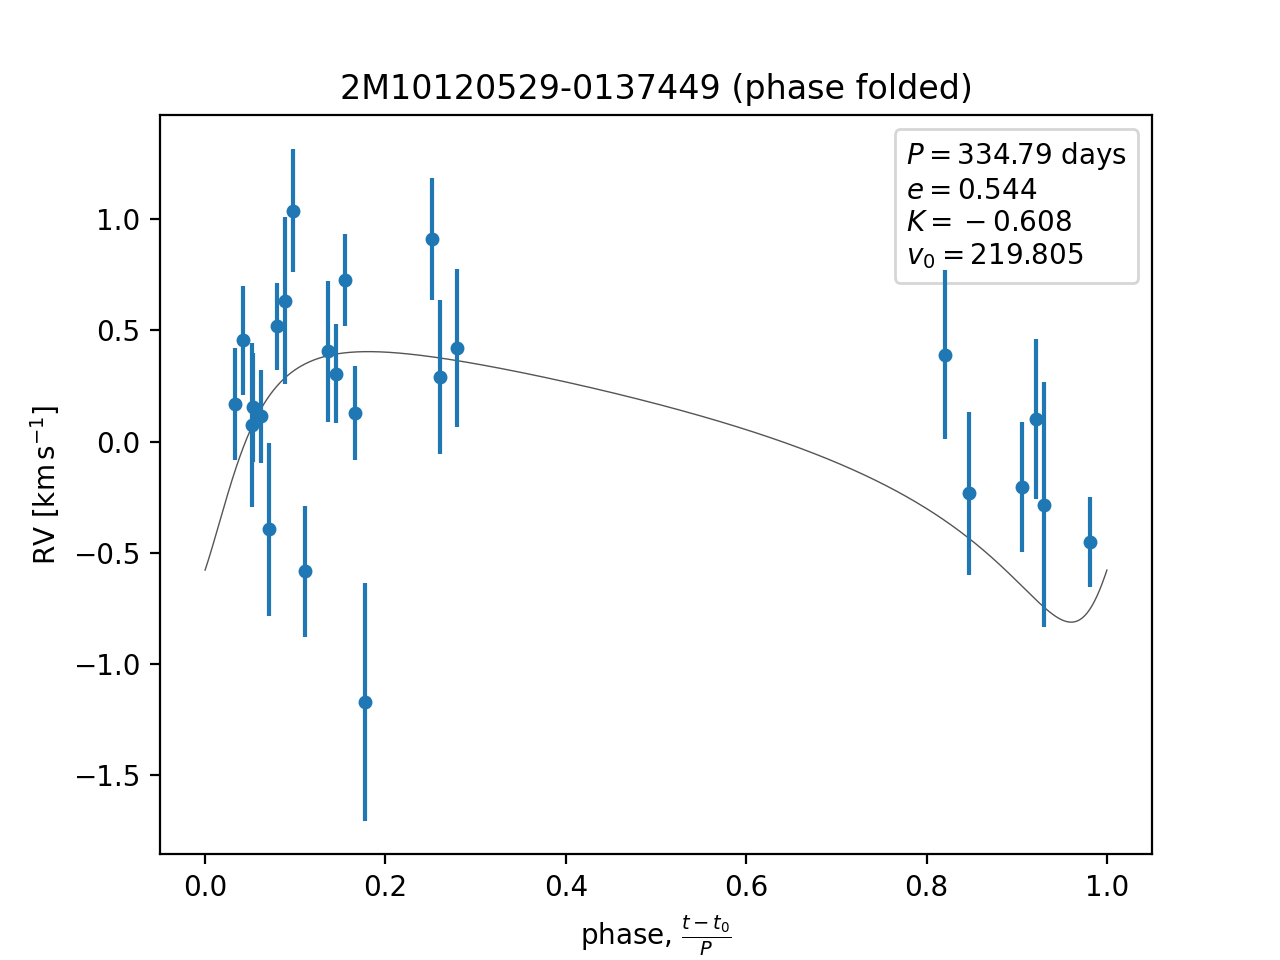 2M10120529-0137449 (phase folded)
P = 334.79 days
e = 0.544
K = −0.608
v₀ = 219.805
1.0
0.5
0.0
−0.5
−1.0
−1.5
RV [km s⁻¹]
0.0 0.2 0.4 0.6 0.8 1.0
phase, (t − t₀)/P